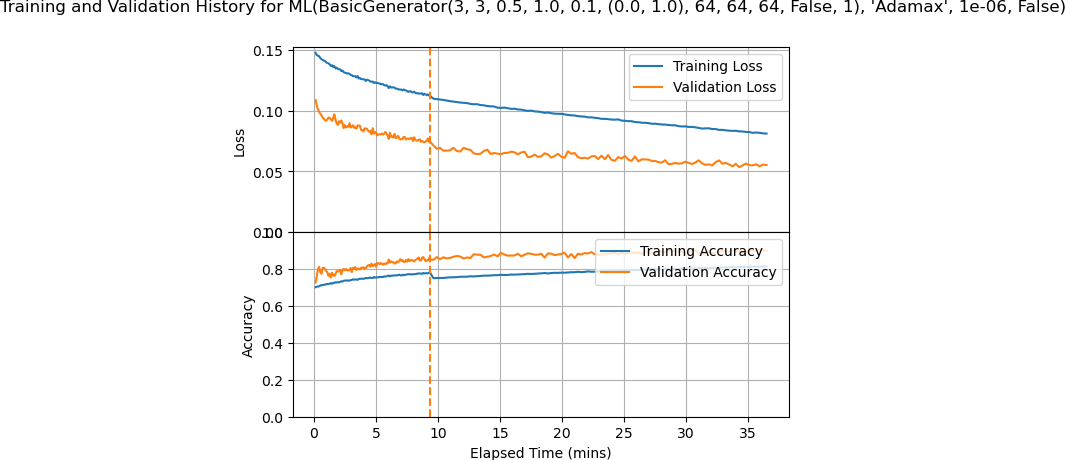 Training and Validation History for ML(BasicGenerator(3, 3, 0.5, 1.0, 0.1, (0.0, 1.0), 64, 64, 64, False, 1), 'Adamax', 1e-06, False)
0.15
0.10
0.05
0.00
Loss
Training Loss
Validation Loss
1.0
0.8
0.6
0.4
0.2
0.0
Accuracy
Training Accuracy
Validation Accuracy
0 5 10 15 20 25 30 35
Elapsed Time (mins)